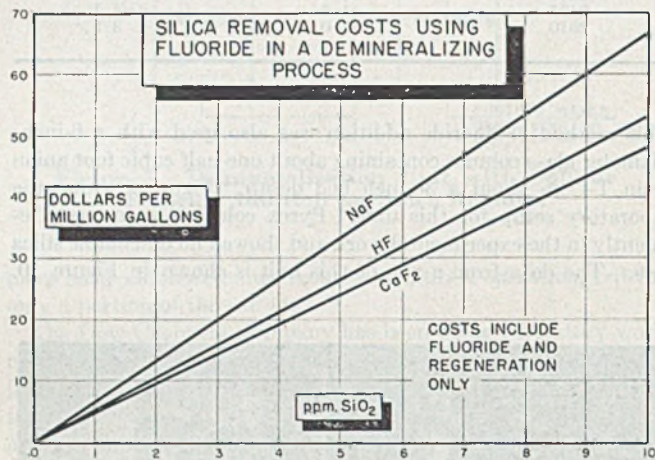 70
60
50
40
30
20
10
SILICA REMOVAL COSTS USING
FLUORIDE IN A DEMINERALIZING
PROCESS
DOLLARS PER
MILLION GALLONS
NaF
HF
CaF2
COSTS INCLUDE
FLUORIDE AND
REGENERATION
ONLY
ppm. SiO2
0 1 2 3 4 5 6 7 8 9 10